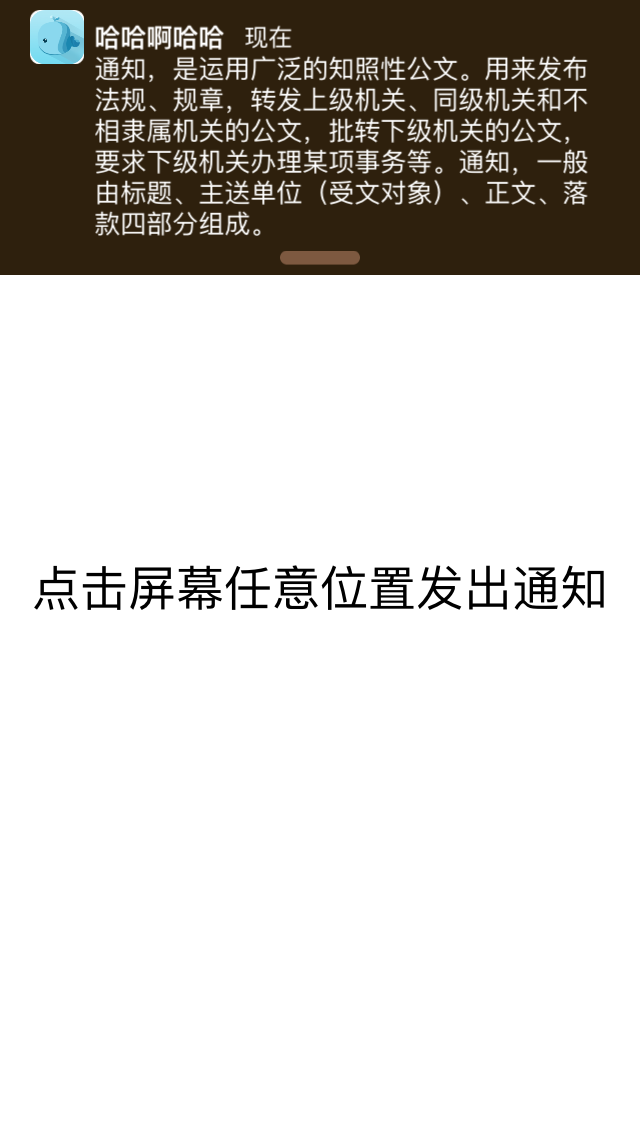 哈哈啊哈哈 现在
通知，是运用广泛的知照性公文。用来发布
法规、规章，转发上级机关、同级机关和不
相隶属机关的公文，批转下级机关的公文，
要求下级机关办理某项事务等。通知，一般
由标题、主送单位（受文对象）、正文、落
款四部分组成。
点击屏幕任意位置发出通知